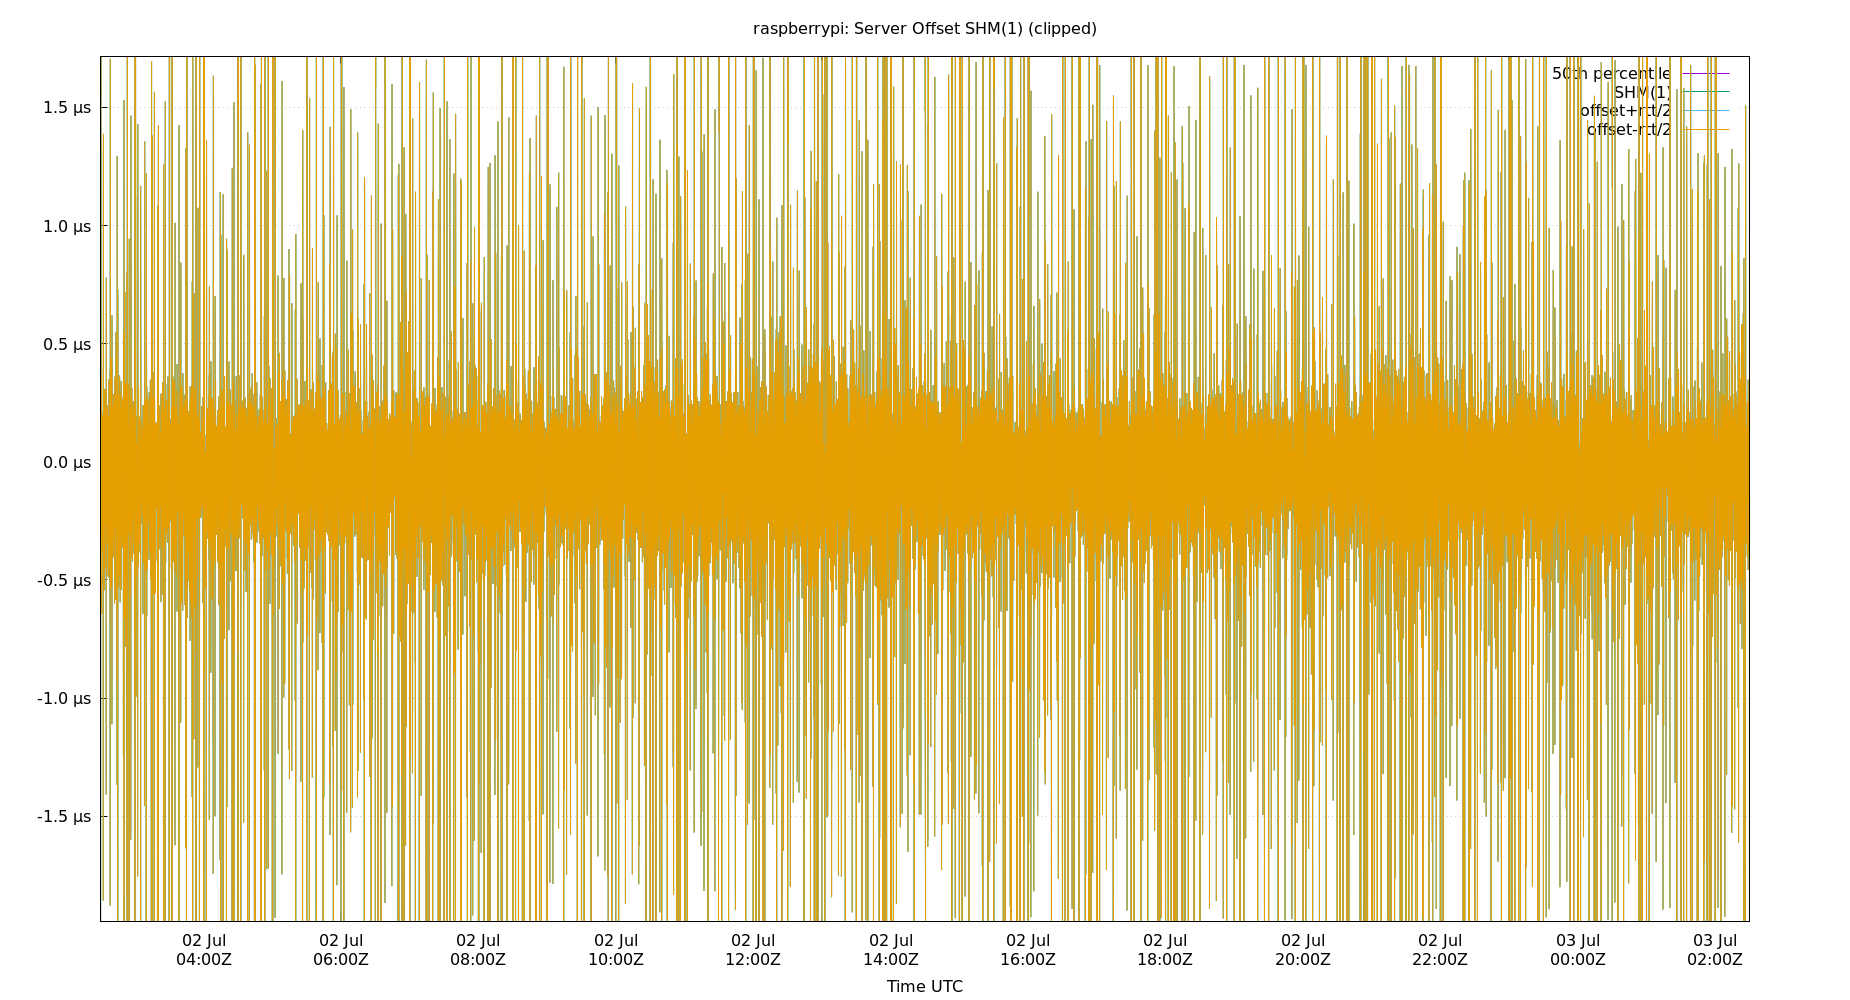 raspberrypi: Server Offset SHM(1) (clipped)
50th percentile
SHM(1)
offset+rtt/2
offset-rtt/2
1.5 µs
1.0 µs
0.5 µs
0.0 µs
-0.5 µs
-1.0 µs
-1.5 µs
02 Jul 02 Jul 02 Jul 02 Jul 02 Jul 02 Jul 02 Jul 02 Jul 02 Jul 02 Jul 03 Jul 03 Jul
04:00Z 06:00Z 08:00Z 10:00Z 12:00Z 14:00Z 16:00Z 18:00Z 20:00Z 22:00Z 00:00Z 02:00Z
Time UTC